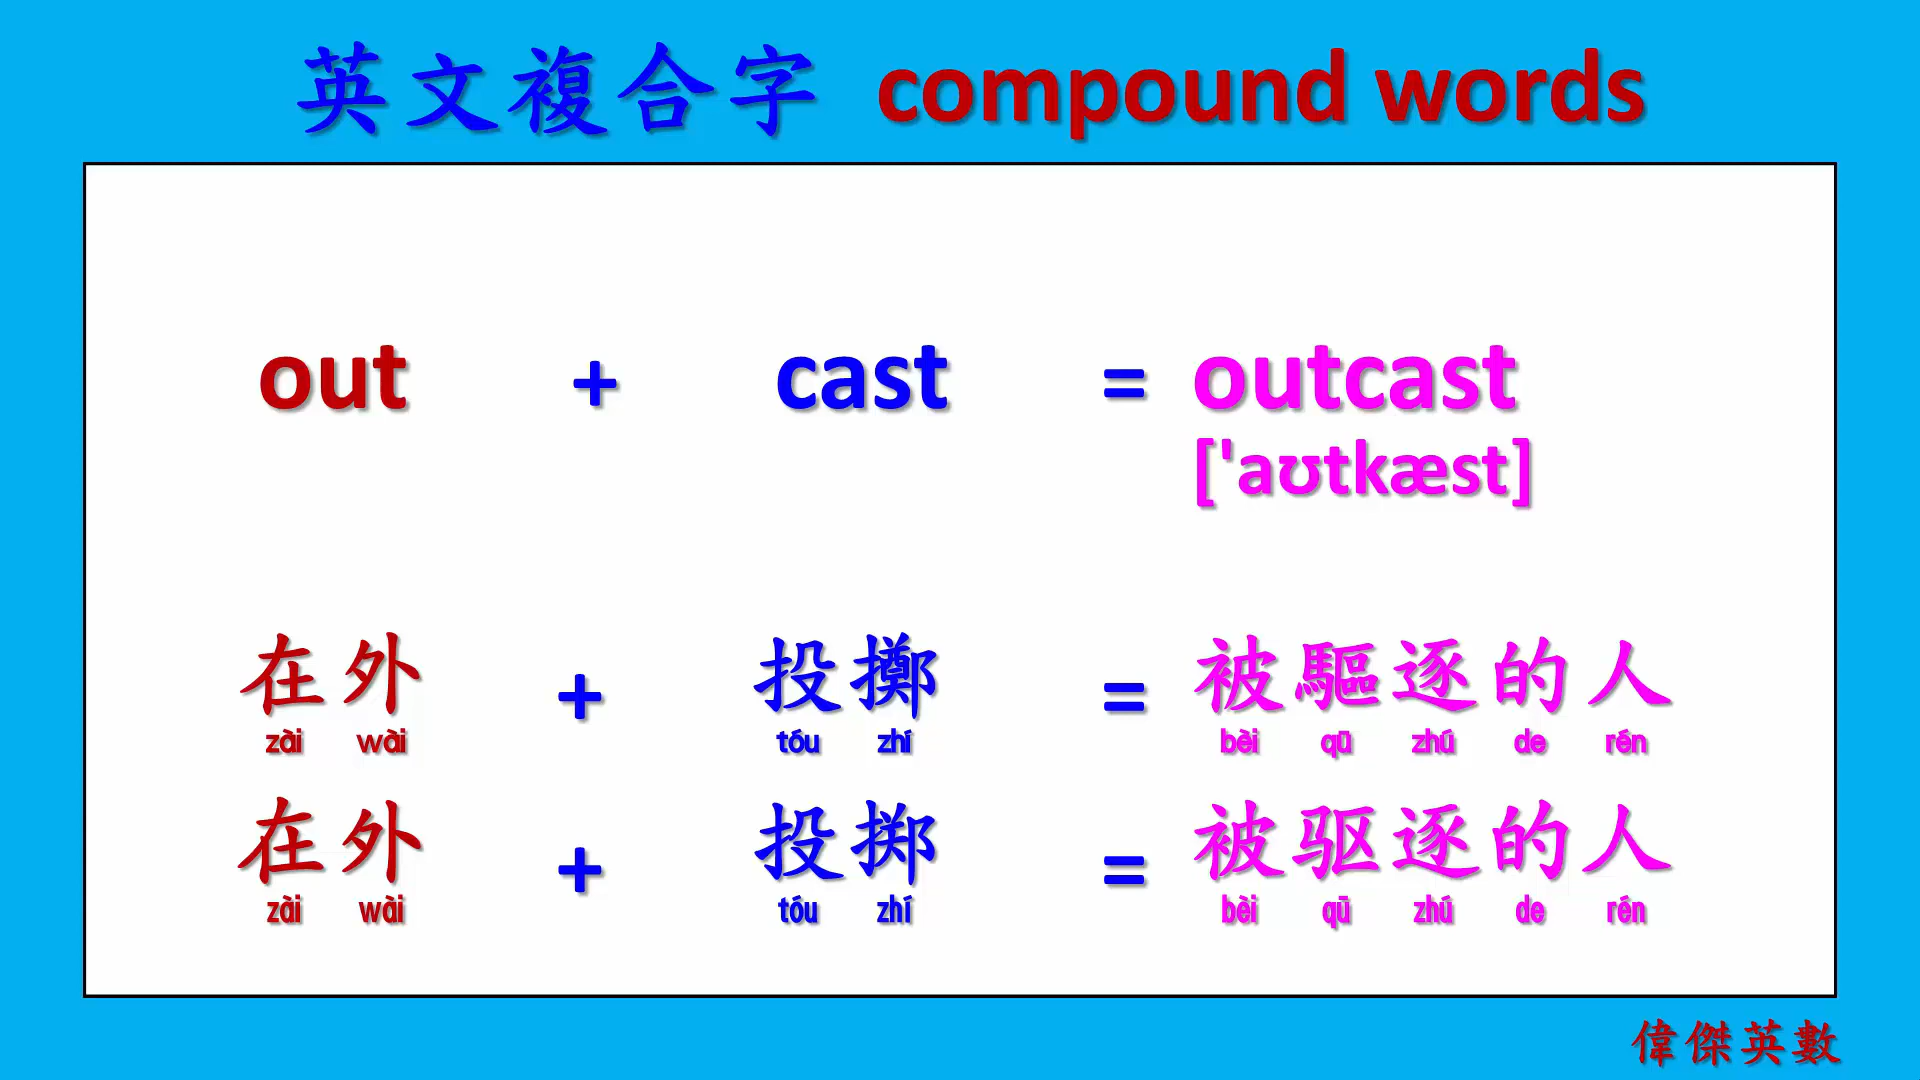 英文複合字 compound words
out + cast = outcast
['aʊtkæst]
在外 + 投擲 = 被驅逐的人
zài wài tóu zhí bèi qū zhú de rén
在外 + 投掷 = 被驱逐的人
zài wài tóu zhí bèi qū zhú de rén
偉傑英數